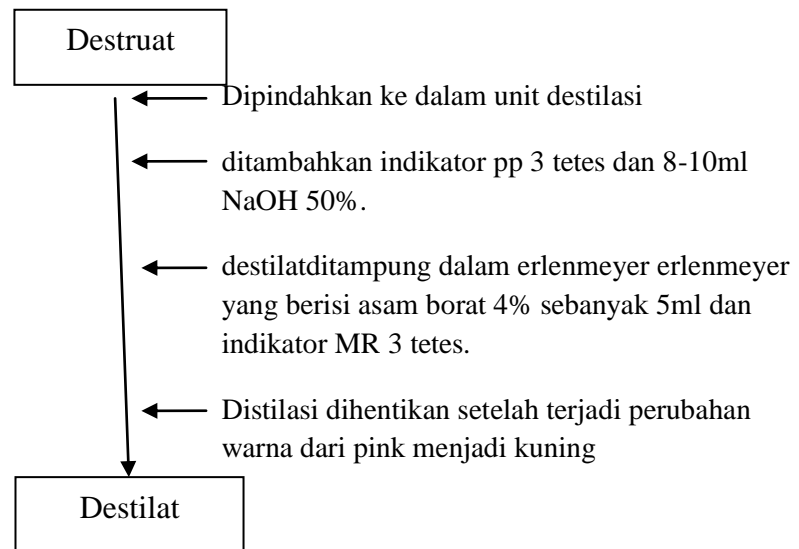 Destruat
Dipindahkan ke dalam unit destilasi
ditambahkan indikator pp 3 tetes dan 8-10ml
NaOH 50%.
destilatditampung dalam erlenmeyer erlenmeyer
yang berisi asam borat 4% sebanyak 5ml dan
indikator MR 3 tetes.
Distilasi dihentikan setelah terjadi perubahan
warna dari pink menjadi kuning
Destilat